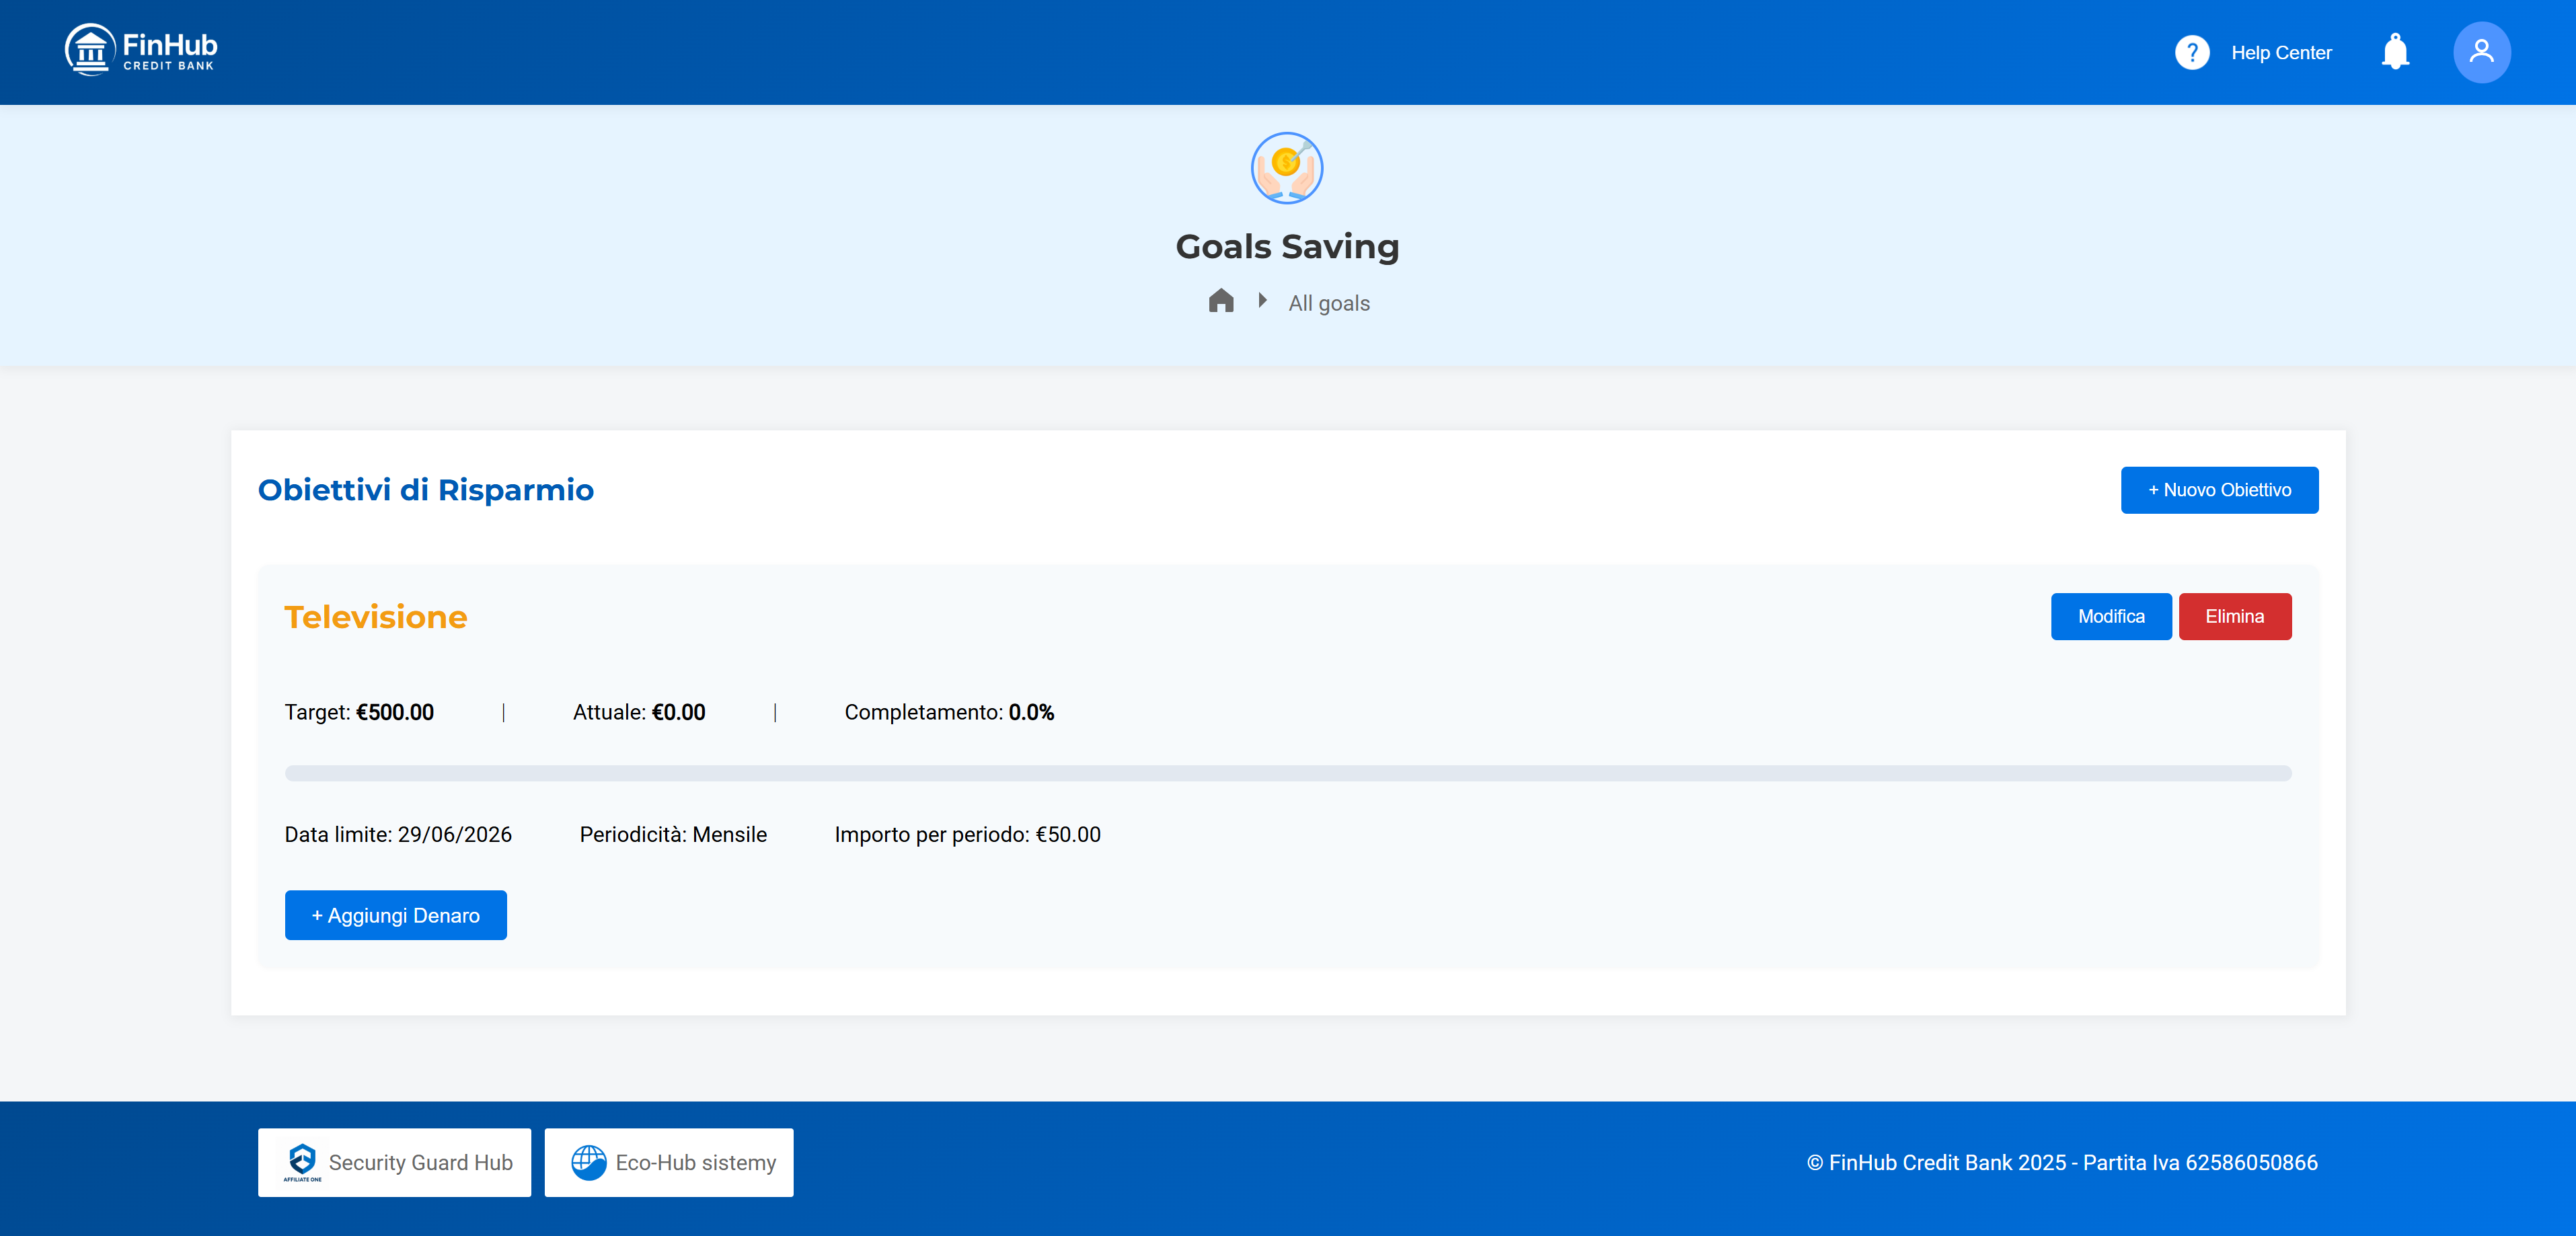 FinHub
CREDIT BANK
? Help Center
Goals Saving
All goals
Obiettivi di Risparmio
+ Nuovo Obiettivo
Televisione
Modifica Elimina
Target: €500.00 | Attuale: €0.00 | Completamento: 0.0%
Data limite: 29/06/2026 Periodicità: Mensile Importo per periodo: €50.00
+ Aggiungi Denaro
AFFILIATE ONE
Security Guard Hub
Eco-Hub sistemy
© FinHub Credit Bank 2025 - Partita Iva 62586050866